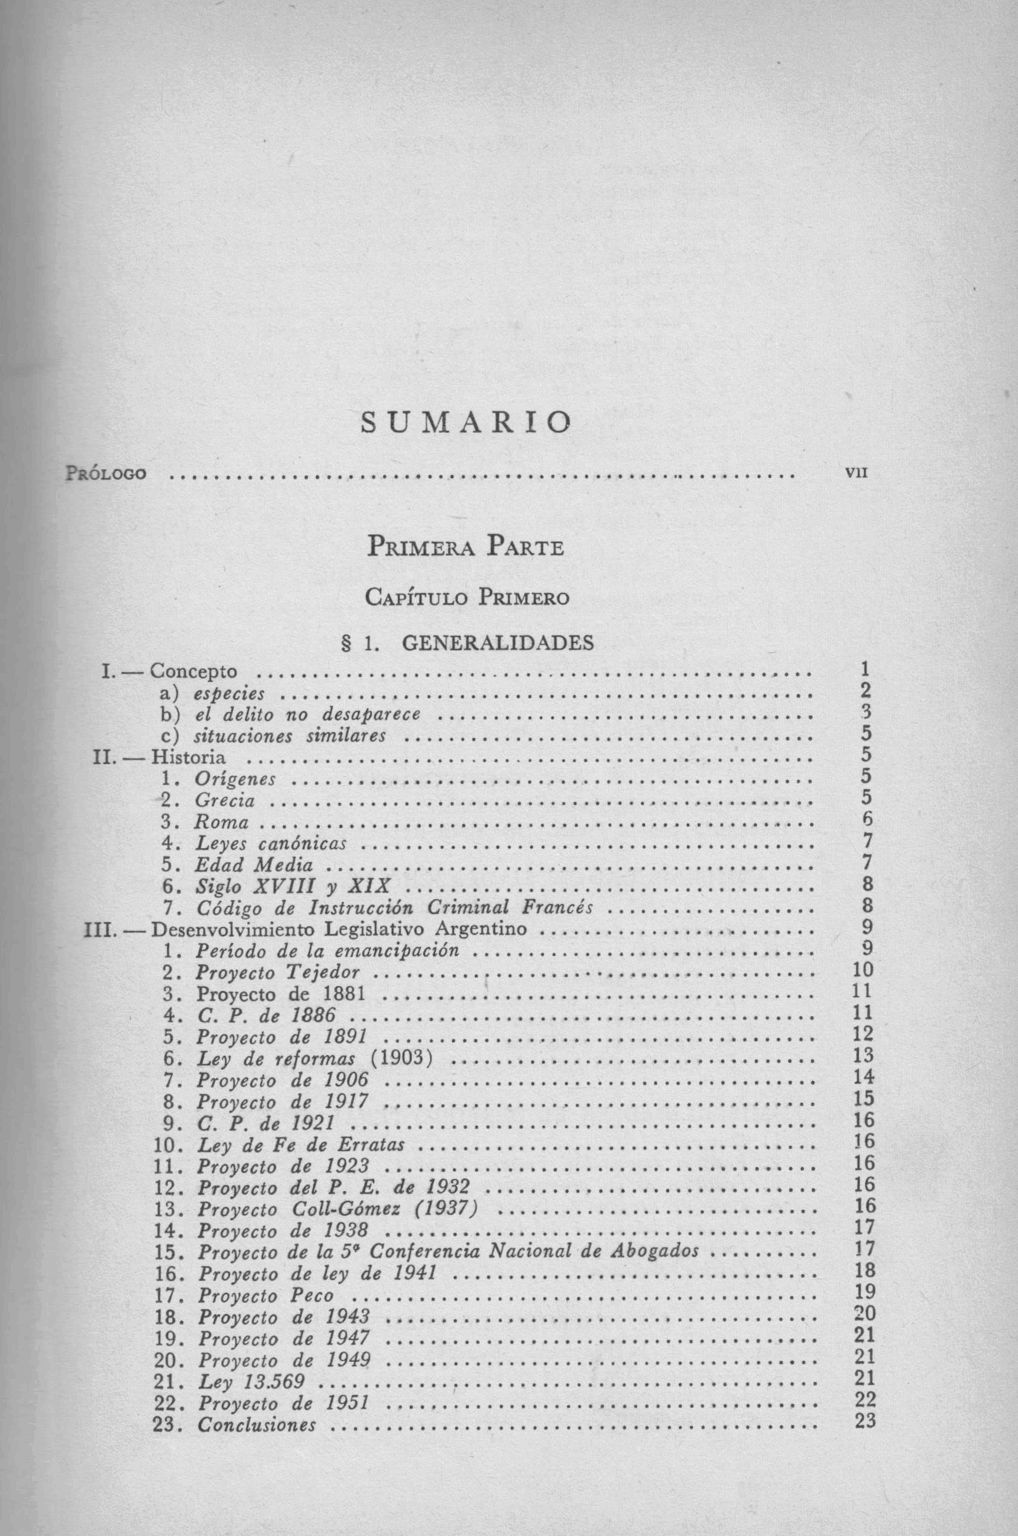 SUMARIO
PRÓLOGO ........................................................ VII
PRIMERA PARTE
CAPÍTULO PRIMERO
§ 1. GENERALIDADES
I. — Concepto .................................................. 1
a) especies ................................................ 2
b) el delito no desaparece .................................. 3
c) situaciones similares ..................................... 5
II. — Historia ................................................... 5
1. Orígenes ............................................... 5
2. Grecia ................................................. 5
3. Roma .................................................. 6
4. Leyes canónicas ......................................... 7
5. Edad Media ............................................ 7
6. Siglo XVIII y XIX ..................................... 8
7. Código de Instrucción Criminal Francés ................... 8
III. — Desenvolvimiento Legislativo Argentino ......................... 9
1. Período de la emancipación ............................... 9
2. Proyecto Tejedor ........................................ 10
3. Proyecto de 1881 ....................................... 11
4. C. P. de 1886 .......................................... 11
5. Proyecto de 1891 ....................................... 12
6. Ley de reformas (1903) ................................. 13
7. Proyecto de 1906 ....................................... 14
8. Proyecto de 1917 ....................................... 15
9. C. P. de 1921 .......................................... 16
10. Ley de Fe de Erratas .................................... 16
11. Proyecto de 1923 ....................................... 16
12. Proyecto del P. E. de 1932 .............................. 16
13. Proyecto Coll-Gómez (1937) ............................. 16
14. Proyecto de 1938 ....................................... 17
15. Proyecto de la 5ª Conferencia Nacional de Abogados .......... 17
16. Proyecto de ley de 1941 ................................. 18
17. Proyecto Peco .......................................... 19
18. Proyecto de 1943 ....................................... 20
19. Proyecto de 1947 ....................................... 21
20. Proyecto de 1949 ....................................... 21
21. Ley 13.569 ............................................. 21
22. Proyecto de 1951 ....................................... 22
23. Conclusiones ............................................ 23